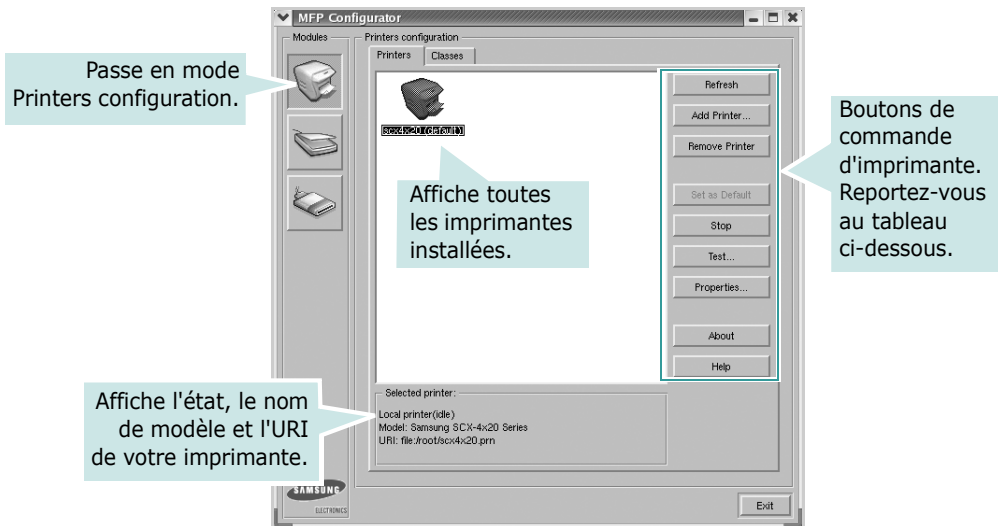 MFP Configurator
Modules
Printers configuration
Printers
Classes
Passe en mode
Printers configuration.
scx4x20 (default)
Affiche toutes
les imprimantes
installées.
Refresh
Add Printer...
Remove Printer
Set as Default
Stop
Test...
Properties...
About
Help
Boutons de
commande
d'imprimante.
Reportez-vous
au tableau
ci-dessous.
Affiche l'état, le nom
de modèle et l'URI
de votre imprimante.
Selected printer:
Local printer(idle)
Model: Samsung SCX-4x20 Series
URI: file:/root/scx4x20.prn
SAMSUNG
ELECTRONICS
Exit